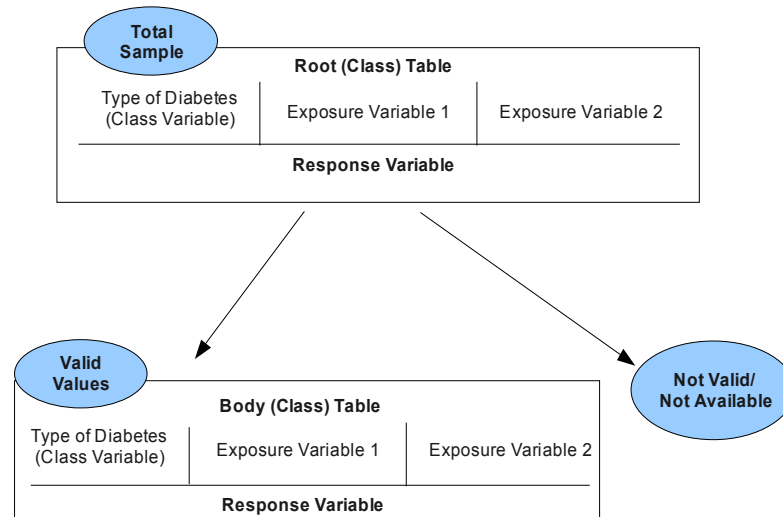 Total
Sample
Root (Class) Table
Type of Diabetes
(Class Variable)
Exposure Variable 1
Exposure Variable 2
Response Variable
Valid
Values
Not Valid/
Not Available
Body (Class) Table
Type of Diabetes
(Class Variable)
Exposure Variable 1
Exposure Variable 2
Response Variable